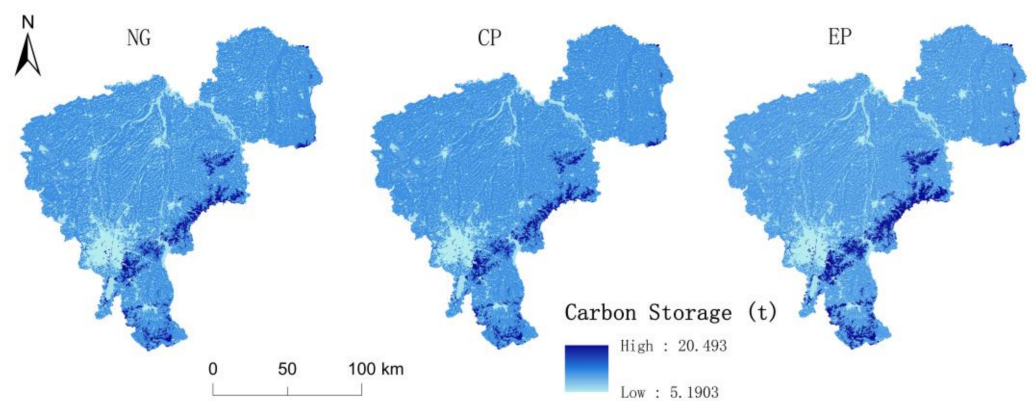 N
NG
CP
EP
Carbon Storage (t)
High : 20.493
Low : 5.1903
0 50 100 km